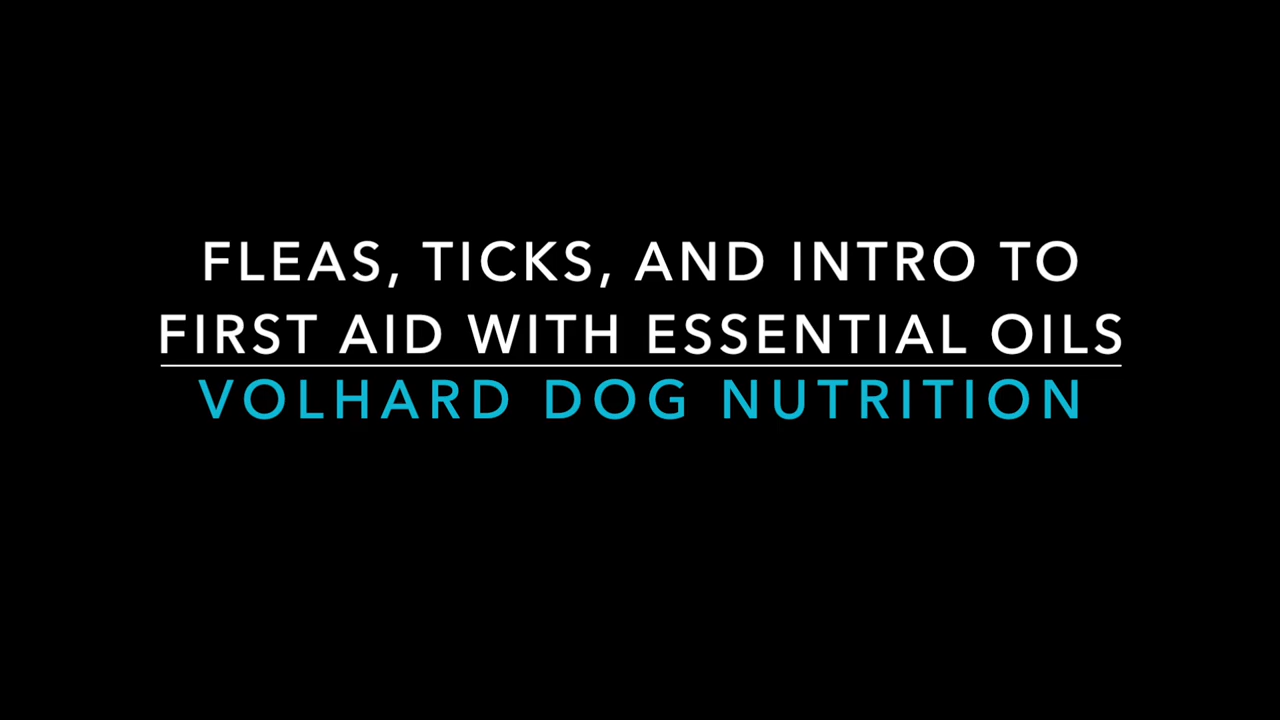 FLEAS, TICKS, AND INTRO TO
FIRST AID WITH ESSENTIAL OILS
VOLHARD DOG NUTRITION